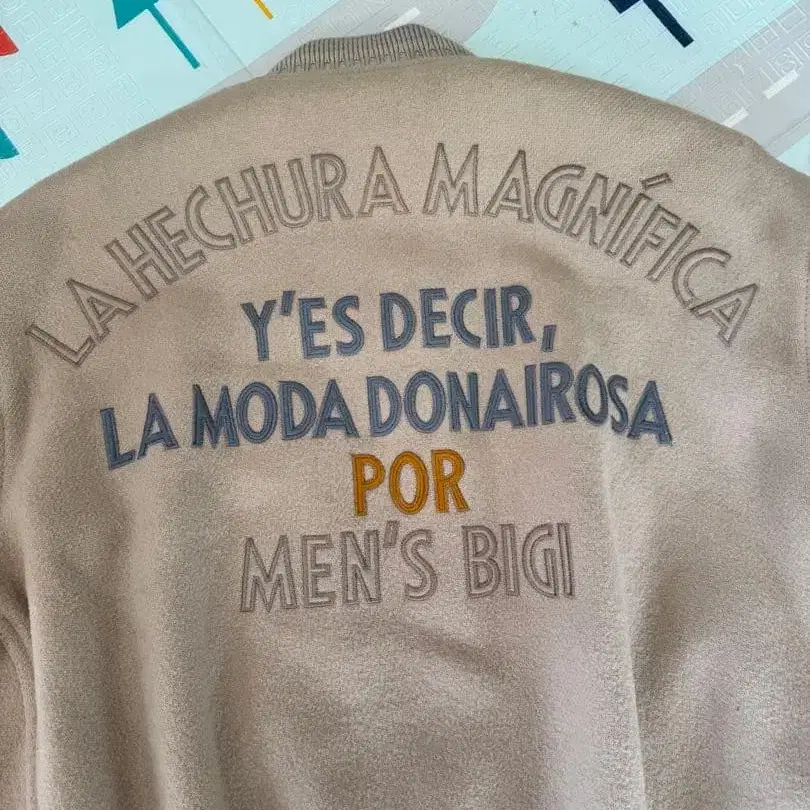 LA HECHURA MAGNÍFICA
Y'ES DECIR,
LA MODA DONAIROSA
POR
MEN'S BIGI